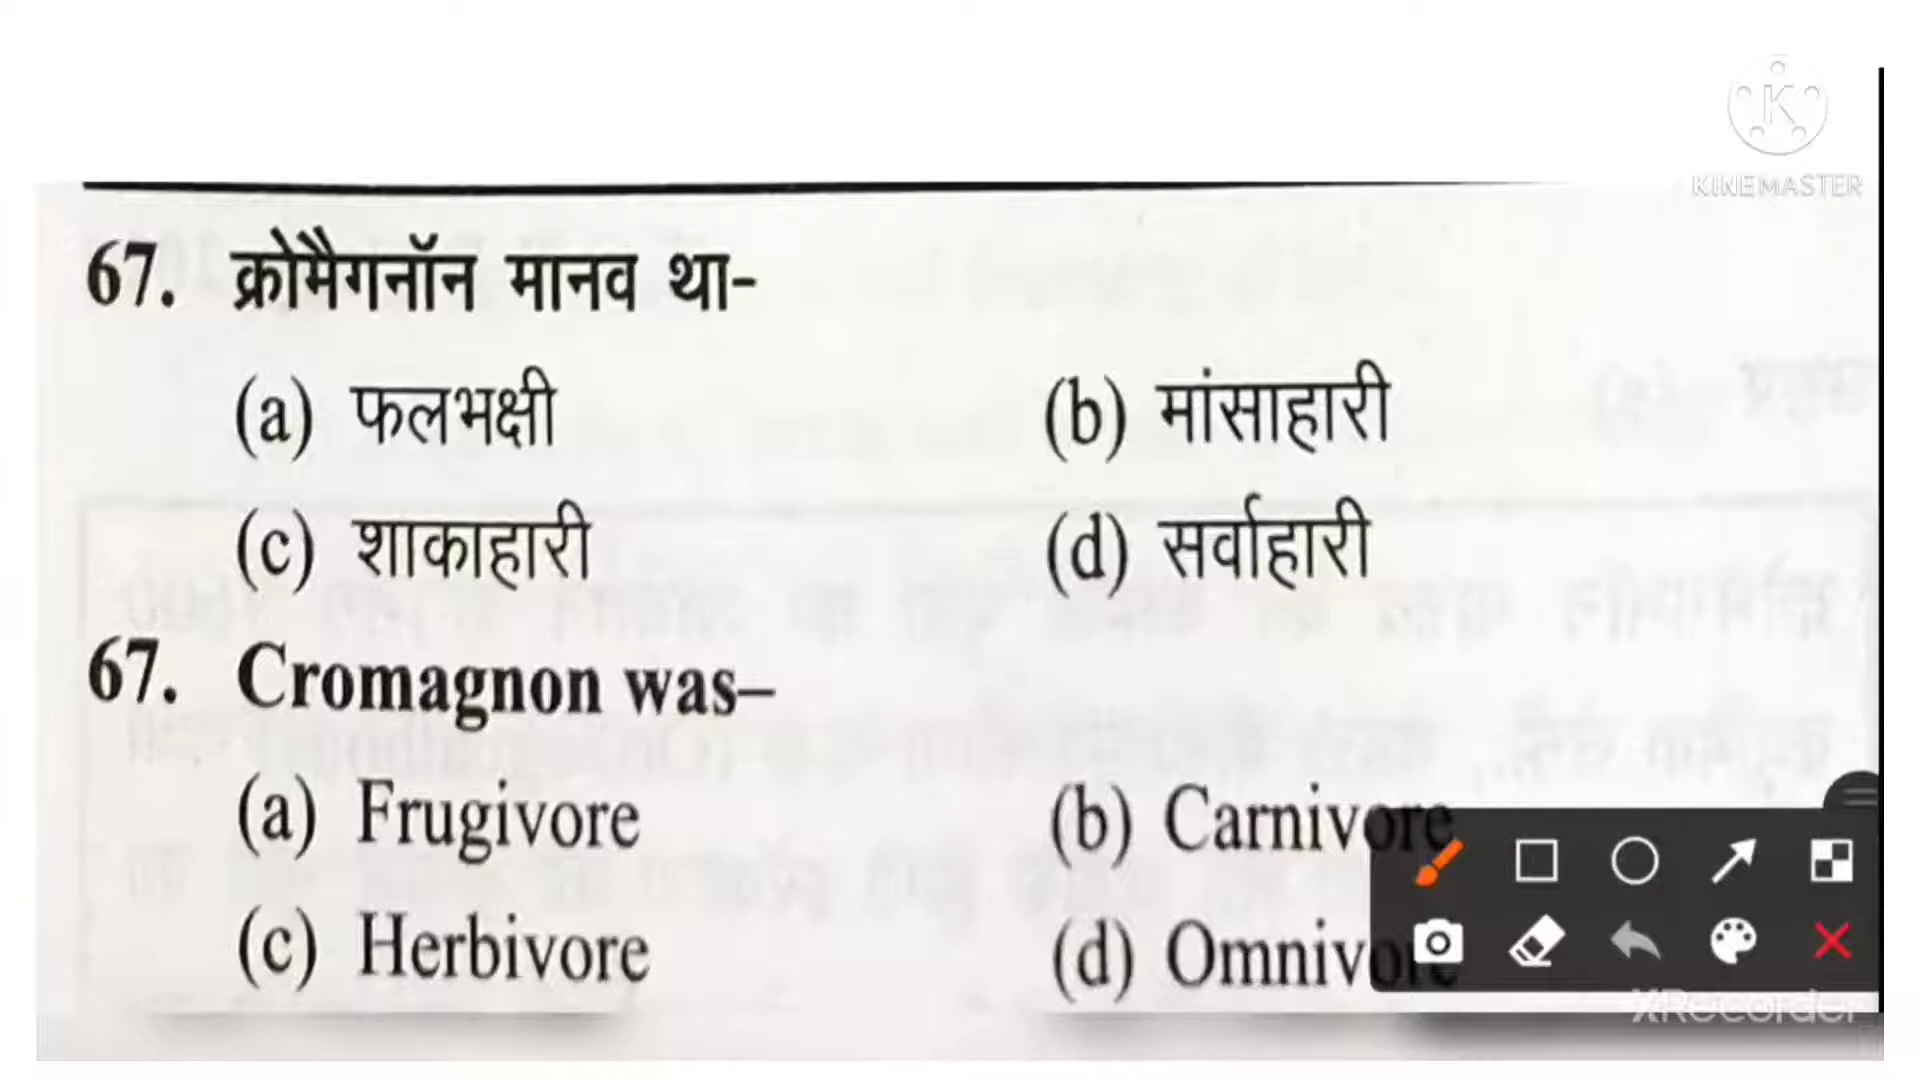 KINEMASTER
67. क्रोमैगनॉन मानव था-
(a) फलभक्षी (b) मांसाहारी
(c) शाकाहारी (d) सर्वाहारी
67. Cromagnon was–
(a) Frugivore (b) Carnivore
(c) Herbivore (d) Omnivore
XRecorder